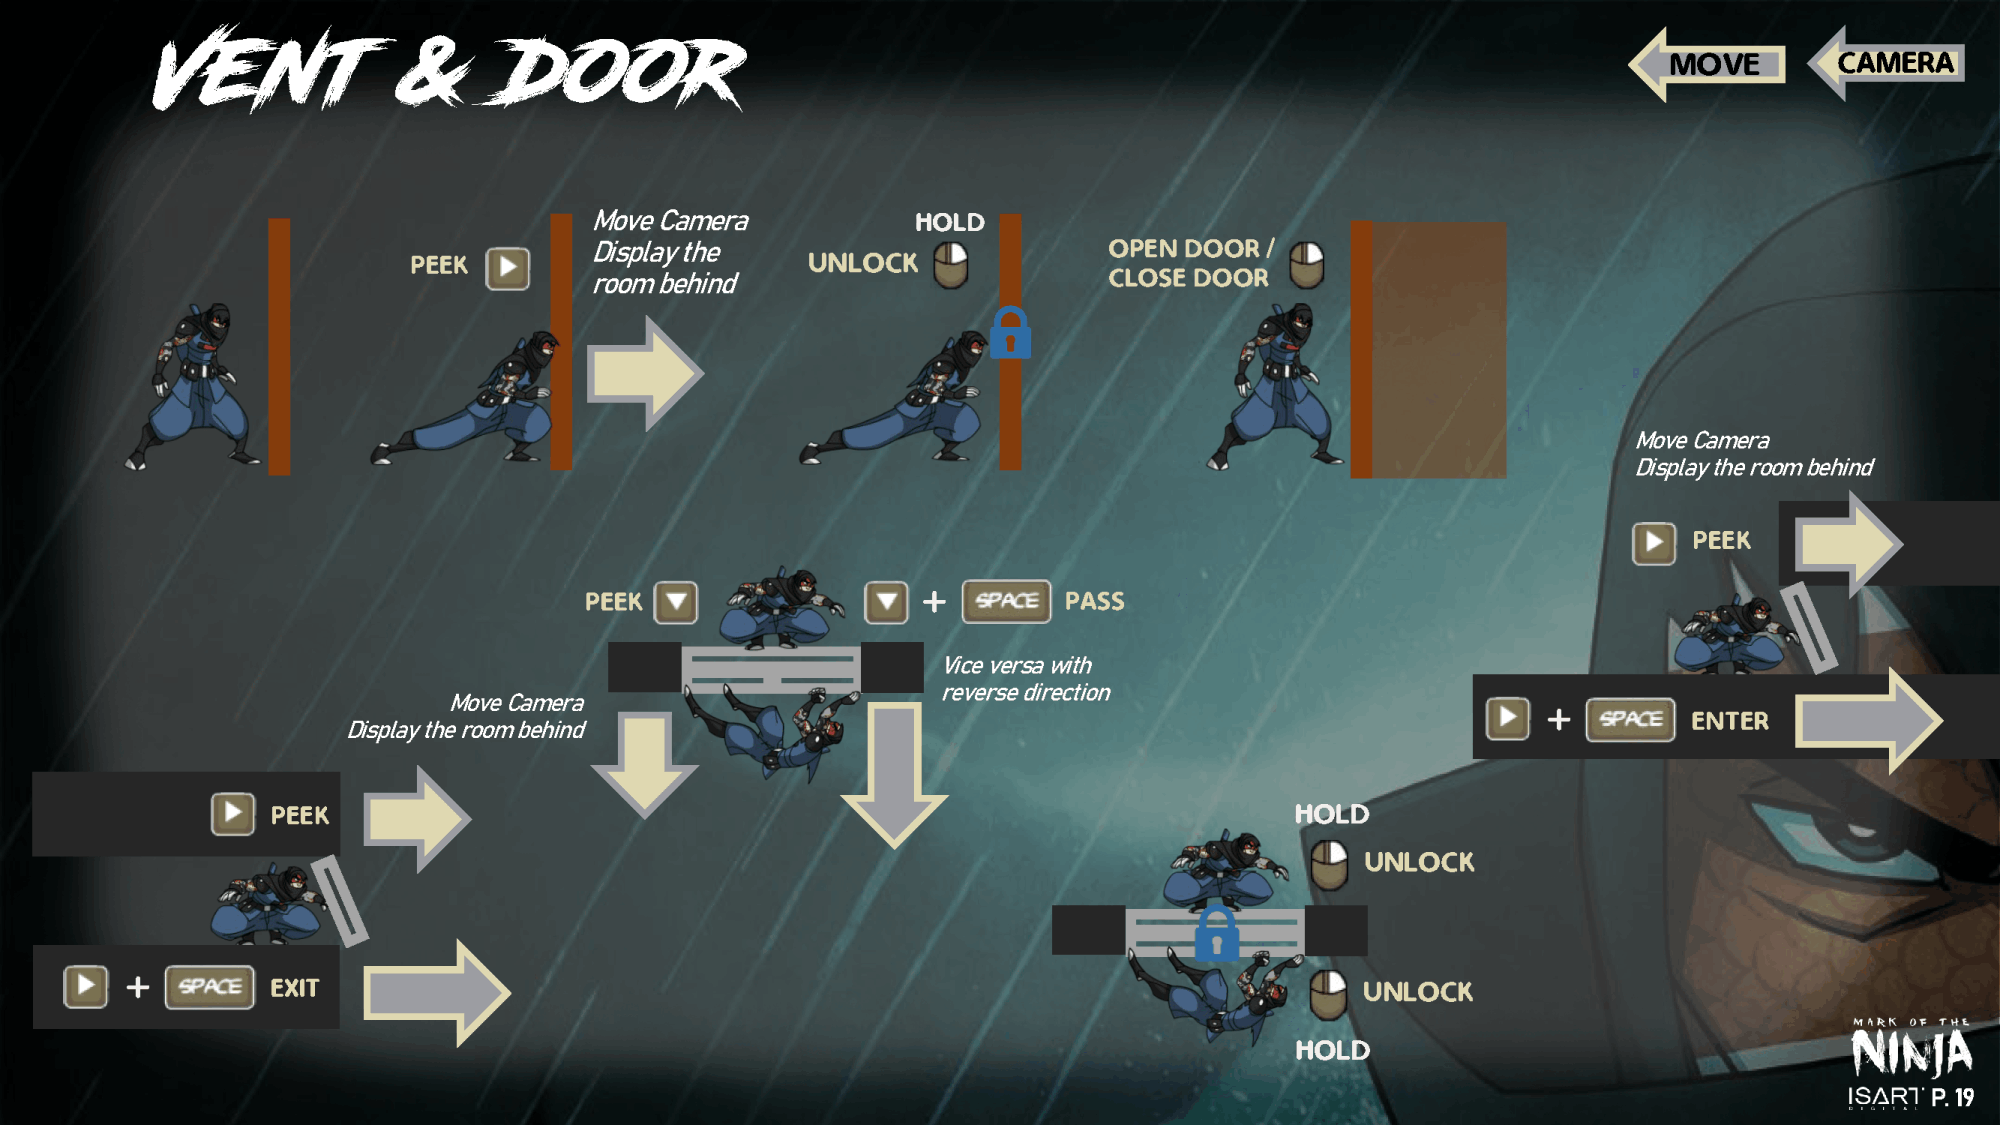 VENT & DOOR
MOVE
CAMERA
PEEK
Move Camera
Display the
room behind
HOLD
UNLOCK
OPEN DOOR /
CLOSE DOOR
Move Camera
Display the room behind
PEEK
PEEK
+ SPACE PASS
Vice versa with
reverse direction
Move Camera
Display the room behind
+ SPACE ENTER
PEEK
+ SPACE EXIT
HOLD
UNLOCK
UNLOCK
HOLD
MARK OF THE
NINJA
ISART P. 19
DIGITAL